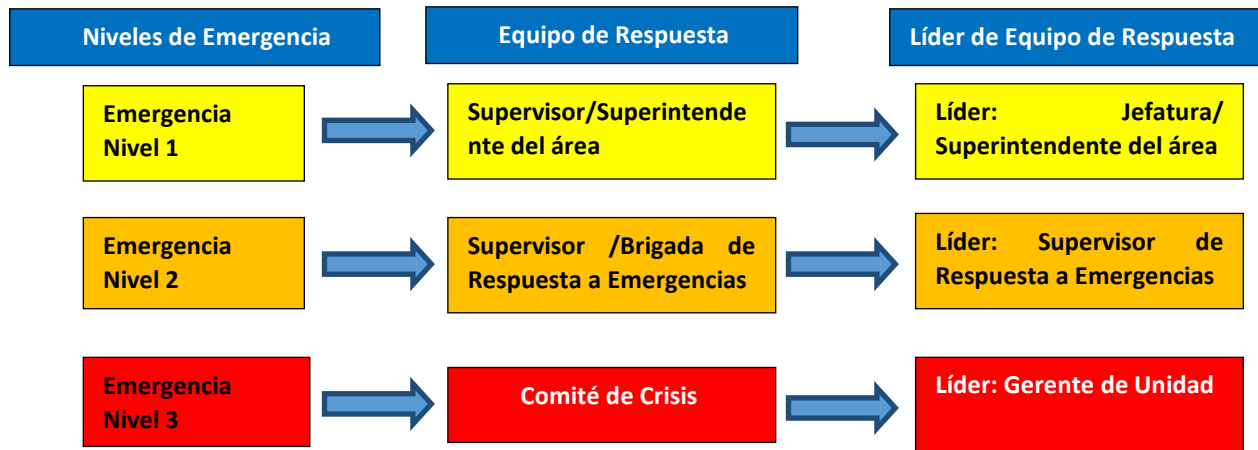 Niveles de Emergencia
Equipo de Respuesta
Líder de Equipo de Respuesta
Emergencia
Nivel 1
Supervisor/Superintende
nte del área
Líder: Jefatura/
Superintendente del área
Emergencia
Nivel 2
Supervisor /Brigada de
Respuesta a Emergencias
Líder: Supervisor de
Respuesta a Emergencias
Emergencia
Nivel 3
Comité de Crisis
Líder: Gerente de Unidad